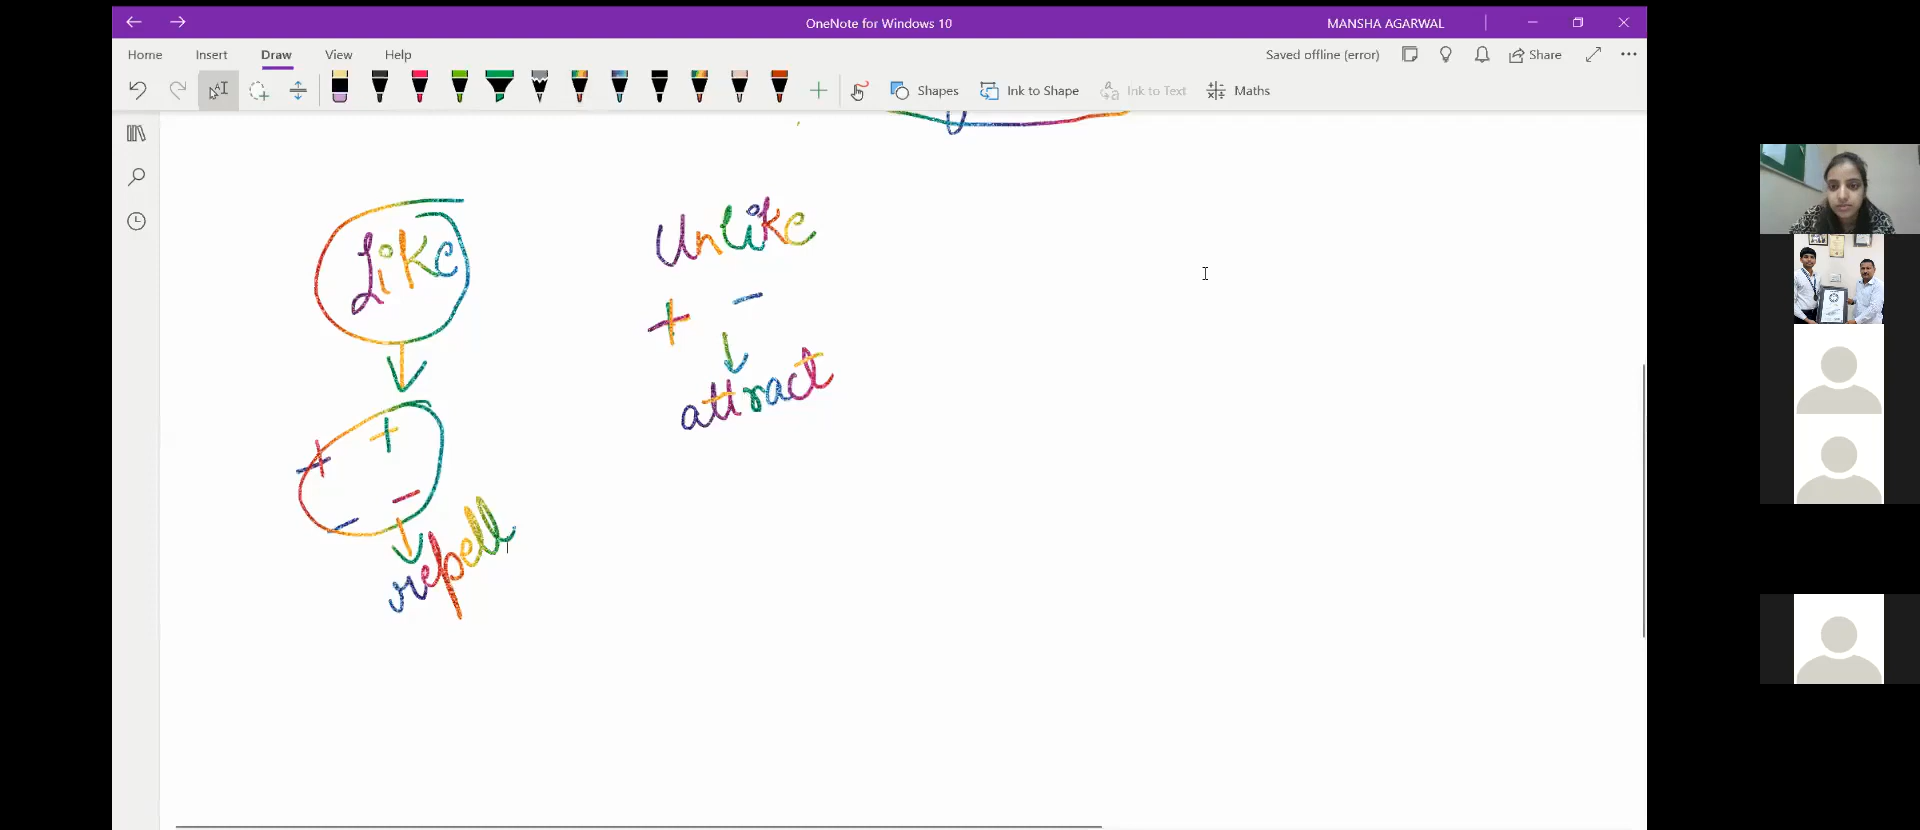 OneNote for Windows 10
MANSHA AGARWAL
Home Insert Draw View Help
Saved offline (error)
Share
Shapes
Ink to Shape
Ink to Text
Maths
Like
+ +
- -
repell
Unlike
+ -
attract